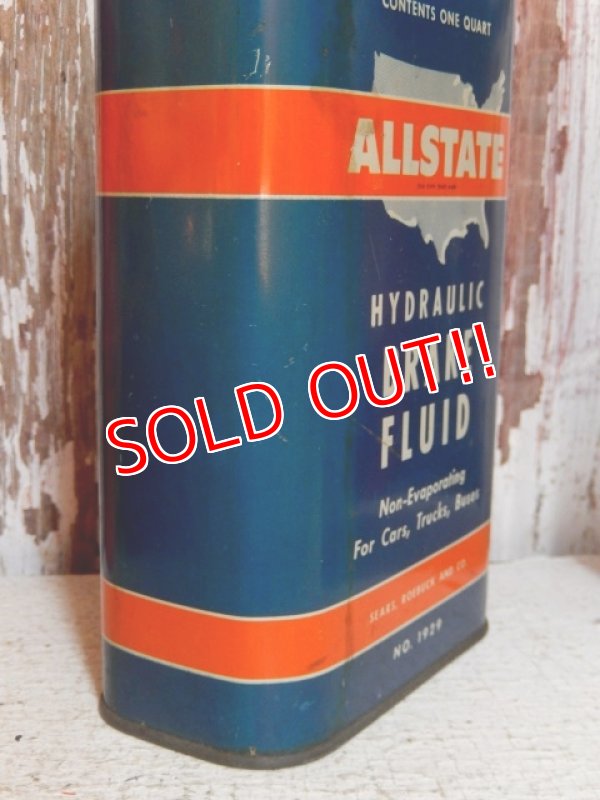 CONTENTS ONE QUART
ALLSTATE
HYDRAULIC
BRAKE
FLUID
SOLD OUT!!
Non-Evaporating
For Cars, Trucks, Buses
SEARS, ROEBUCK AND CO.
NO. 1929